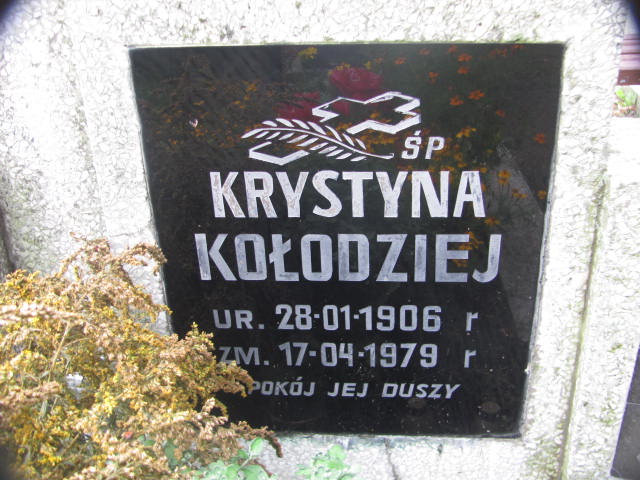 ŚP
KRYSTYNA
KOŁODZIEJ
UR. 28-01-1906 r
ZM. 17-04-1979 r
POKÓJ JEJ DUSZY